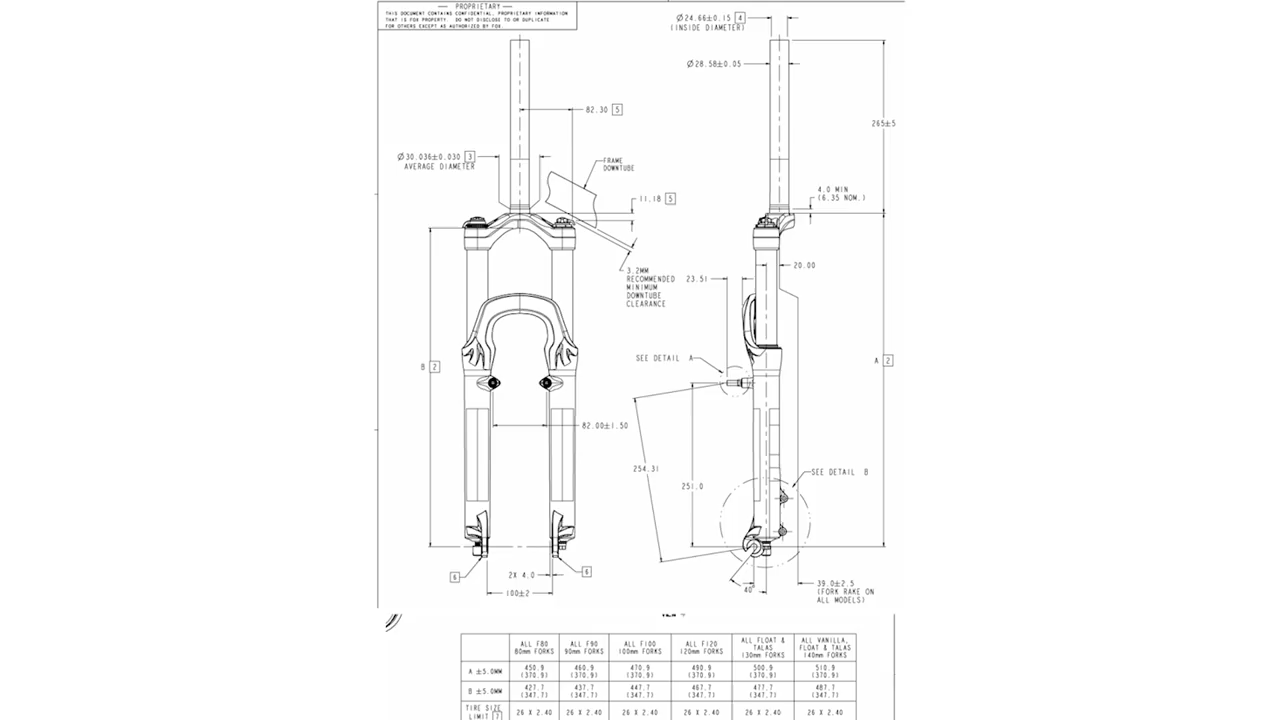 PROPRIETARY
THIS DOCUMENT CONTAINS CONFIDENTIAL, PROPRIETARY INFORMATION
THAT IS FOX PROPERTY. DO NOT DISCLOSE TO OR DUPLICATE
FOR OTHERS EXCEPT AS AUTHORIZED BY FOX.
Ø24.66±0.15 4
(INSIDE DIAMETER)
Ø28.58±0.05
82.30 5
265±5
Ø30.036±0.030 3
AVERAGE DIAMETER
FRAME
DOWNTUBE
4.0 MIN
(6.35 NOM.)
11.18 5
20.00
3.2MM
RECOMMENDED
MINIMUM
DOWNTUBE
CLEARANCE
23.51
SEE DETAIL A
A 2
B 2
82.00±1.50
254.31
251.0
SEE DETAIL B
6
2X 4.0
6
100±2
40°
39.0±2.5
(FORK RAKE ON
ALL MODELS)
ALL F80 80mm FORKS ALL F90 90mm FORKS ALL F100 100mm FORKS ALL F120 120mm FORKS ALL FLOAT & TALAS 130mm FORKS ALL VANILLA, FLOAT & TALAS 140mm FORKS
A ±5.0MM 450.9 (370.9) 460.9 (370.9) 470.9 (370.9) 490.9 (370.9) 500.9 (370.9) 510.9 (370.9)
B ±5.0MM 427.7 (347.7) 437.7 (347.7) 447.7 (347.7) 467.7 (347.7) 477.7 (347.7) 487.7 (347.7)
TIRE SIZE LIMIT 7 26 X 2.40 26 X 2.40 26 X 2.40 26 X 2.40 26 X 2.40 26 X 2.40